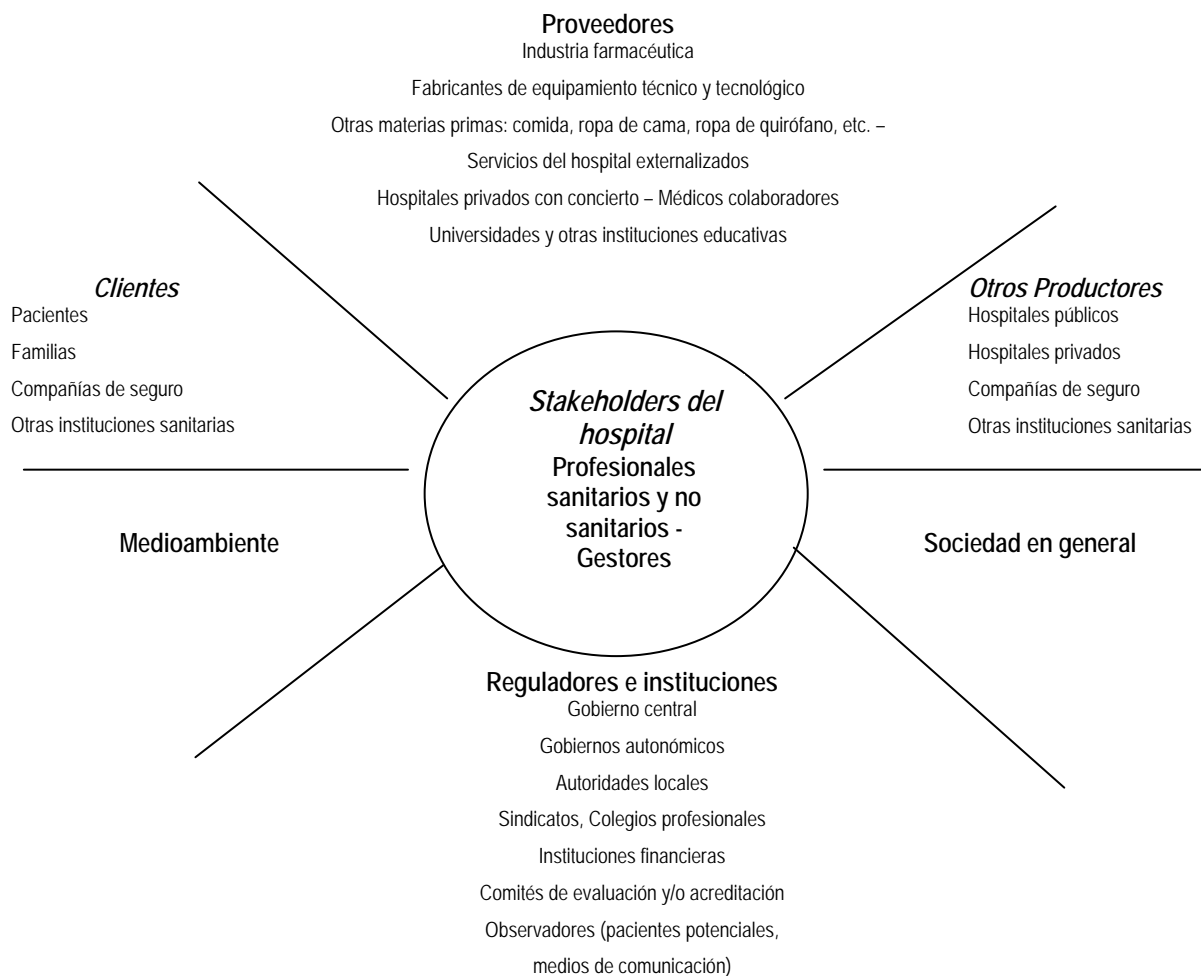 Proveedores
Industria farmacéutica
Fabricantes de equipamiento técnico y tecnológico
Otras materias primas: comida, ropa de cama, ropa de quirófano, etc. –
Servicios del hospital externalizados
Hospitales privados con concierto – Médicos colaboradores
Universidades y otras instituciones educativas
Clientes
Pacientes
Familias
Compañías de seguro
Otras instituciones sanitarias
Otros Productores
Hospitales públicos
Hospitales privados
Compañías de seguro
Otras instituciones sanitarias
Stakeholders del
hospital
Profesionales
sanitarios y no
sanitarios -
Gestores
Medioambiente
Sociedad en general
Reguladores e instituciones
Gobierno central
Gobiernos autonómicos
Autoridades locales
Sindicatos, Colegios profesionales
Instituciones financieras
Comités de evaluación y/o acreditación
Observadores (pacientes potenciales,
medios de comunicación)